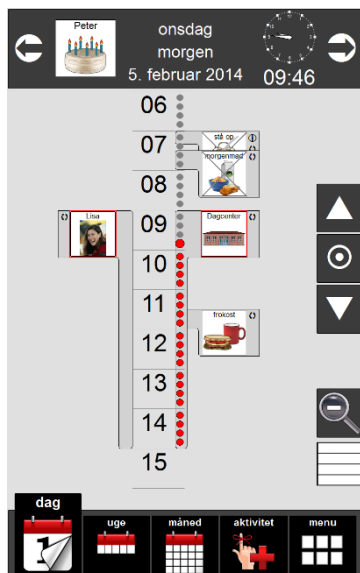 Peter
onsdag
morgen
5. februar 2014
09:46
06
07
stå op
morgenmad
08
09
Lisa
Dagcenter
10
11
frokost
12
13
14
15
dag
1
uge
måned
aktivitet
menu